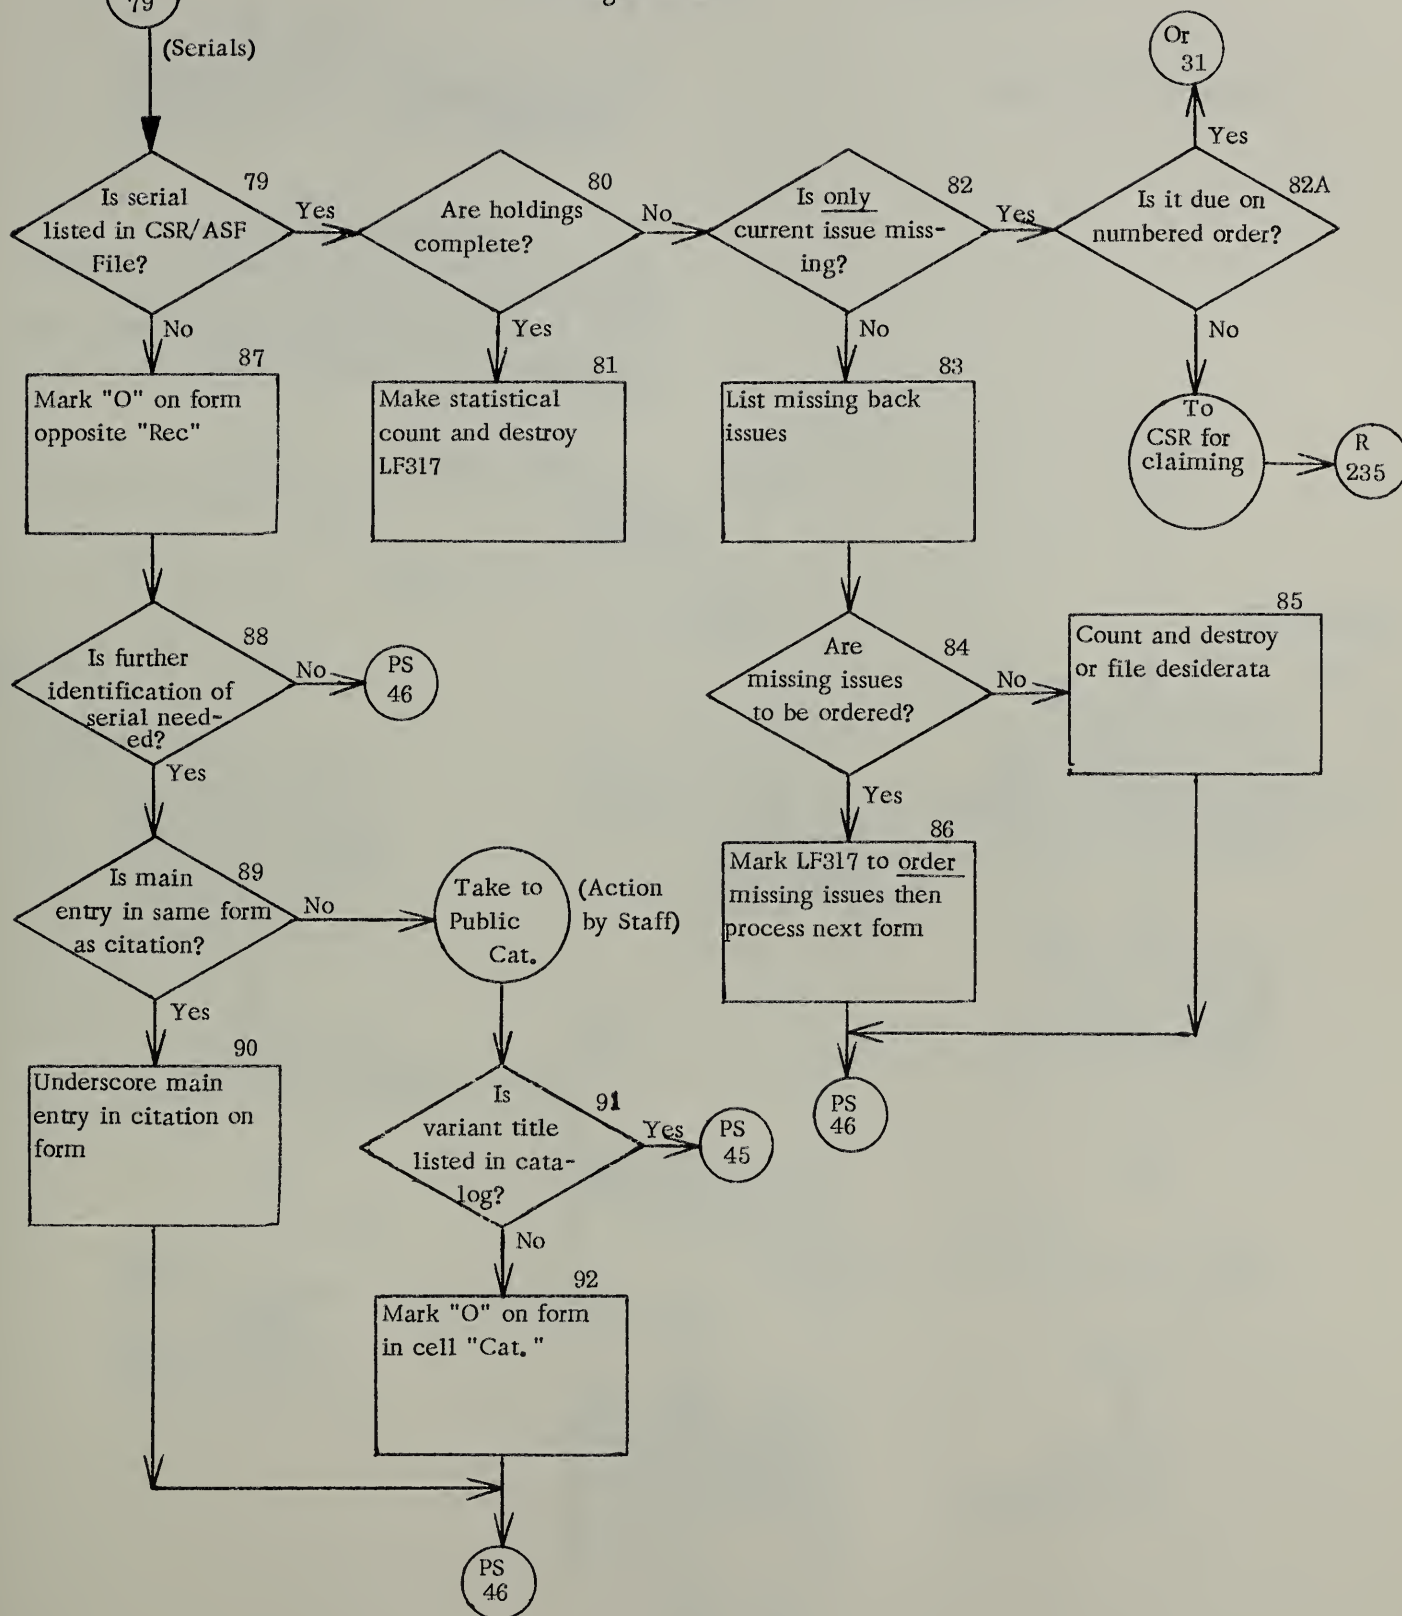 79
(Serials)
Or
31
Yes
79
Is serial
listed in CSR/ASF
File?
Yes
80
Are holdings
complete?
No
82
Is only
current issue miss-
ing?
Yes
82A
Is it due on
numbered order?
No
Yes
No
No
87
Mark "O" on form
opposite "Rec"
81
Make statistical
count and destroy
LF317
83
List missing back
issues
To
CSR for
claiming
R
235
88
Is further
identification of
serial need-
ed?
No
PS
46
84
Are
missing issues
to be ordered?
No
85
Count and destroy
or file desiderata
Yes
Yes
89
Is main
entry in same form
as citation?
No
Take to
Public
Cat.
(Action
by Staff)
86
Mark LF317 to order
missing issues then
process next form
Yes
90
Underscore main
entry in citation on
form
91
Is
variant title
listed in cata-
log?
Yes
PS
45
PS
46
No
92
Mark "O" on form
in cell "Cat."
PS
46